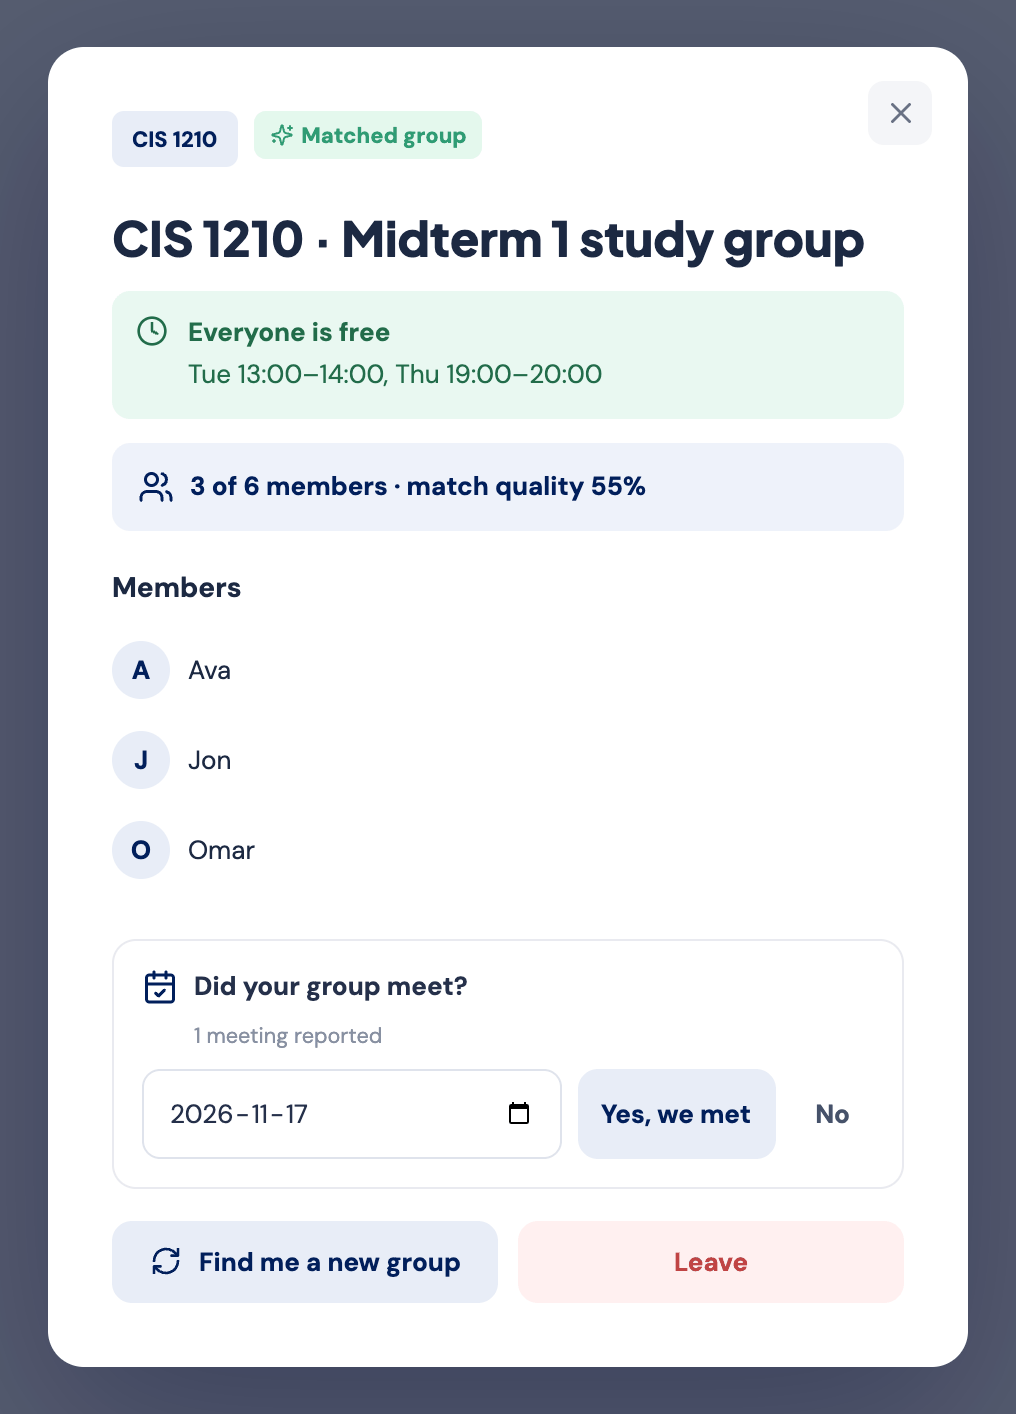 CIS 1210
Matched group
CIS 1210 · Midterm 1 study group
Everyone is free
Tue 13:00–14:00, Thu 19:00–20:00
3 of 6 members · match quality 55%
Members
A Ava
J Jon
O Omar
Did your group meet?
1 meeting reported
2026-11-17
Yes, we met
No
Find me a new group
Leave